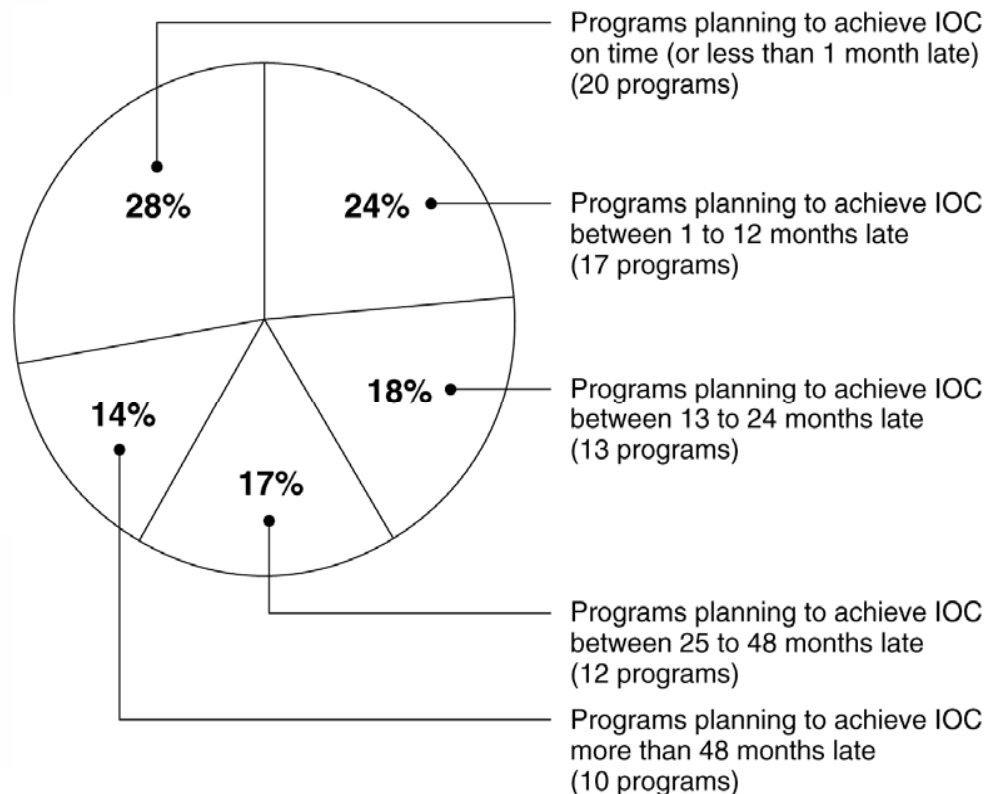 Programs planning to achieve IOC
on time (or less than 1 month late)
(20 programs)
28%
24%
Programs planning to achieve IOC
between 1 to 12 months late
(17 programs)
18%
Programs planning to achieve IOC
between 13 to 24 months late
(13 programs)
14%
17%
Programs planning to achieve IOC
between 25 to 48 months late
(12 programs)
Programs planning to achieve IOC
more than 48 months late
(10 programs)